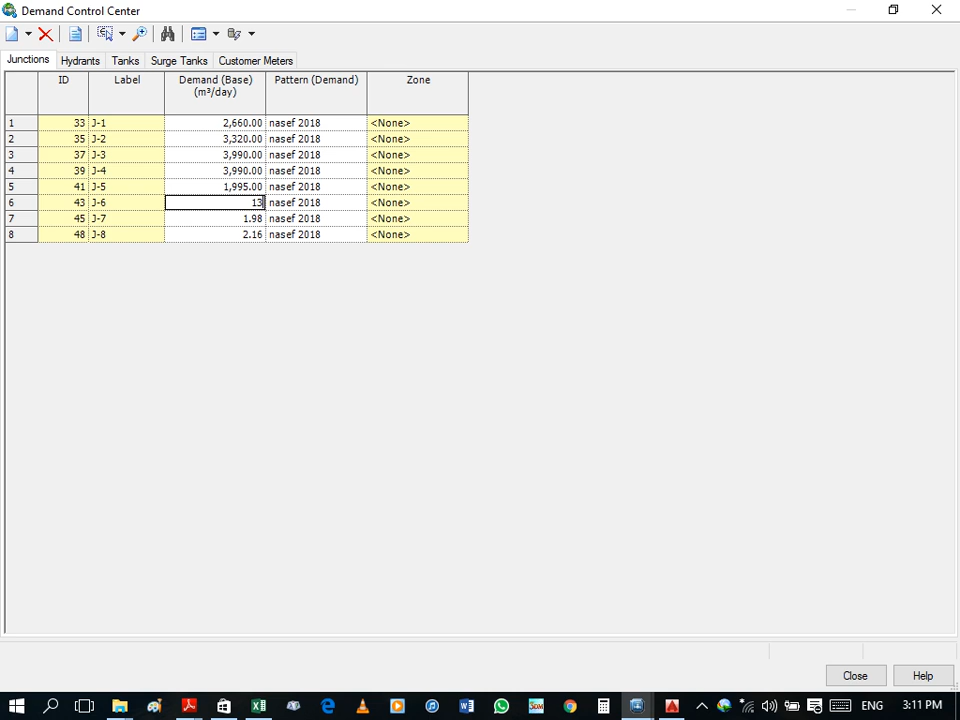 Demand Control Center
Junctions Hydrants Tanks Surge Tanks Customer Meters
ID Label Demand (Base) (m³/day) Pattern (Demand) Zone
1 33 J-1 2,660.00 nasef 2018 <None>
2 35 J-2 3,320.00 nasef 2018 <None>
3 37 J-3 3,990.00 nasef 2018 <None>
4 39 J-4 3,990.00 nasef 2018 <None>
5 41 J-5 1,995.00 nasef 2018 <None>
6 43 J-6 13 nasef 2018 <None>
7 45 J-7 1.98 nasef 2018 <None>
8 48 J-8 2.16 nasef 2018 <None>
Close Help
ENG 3:11 PM